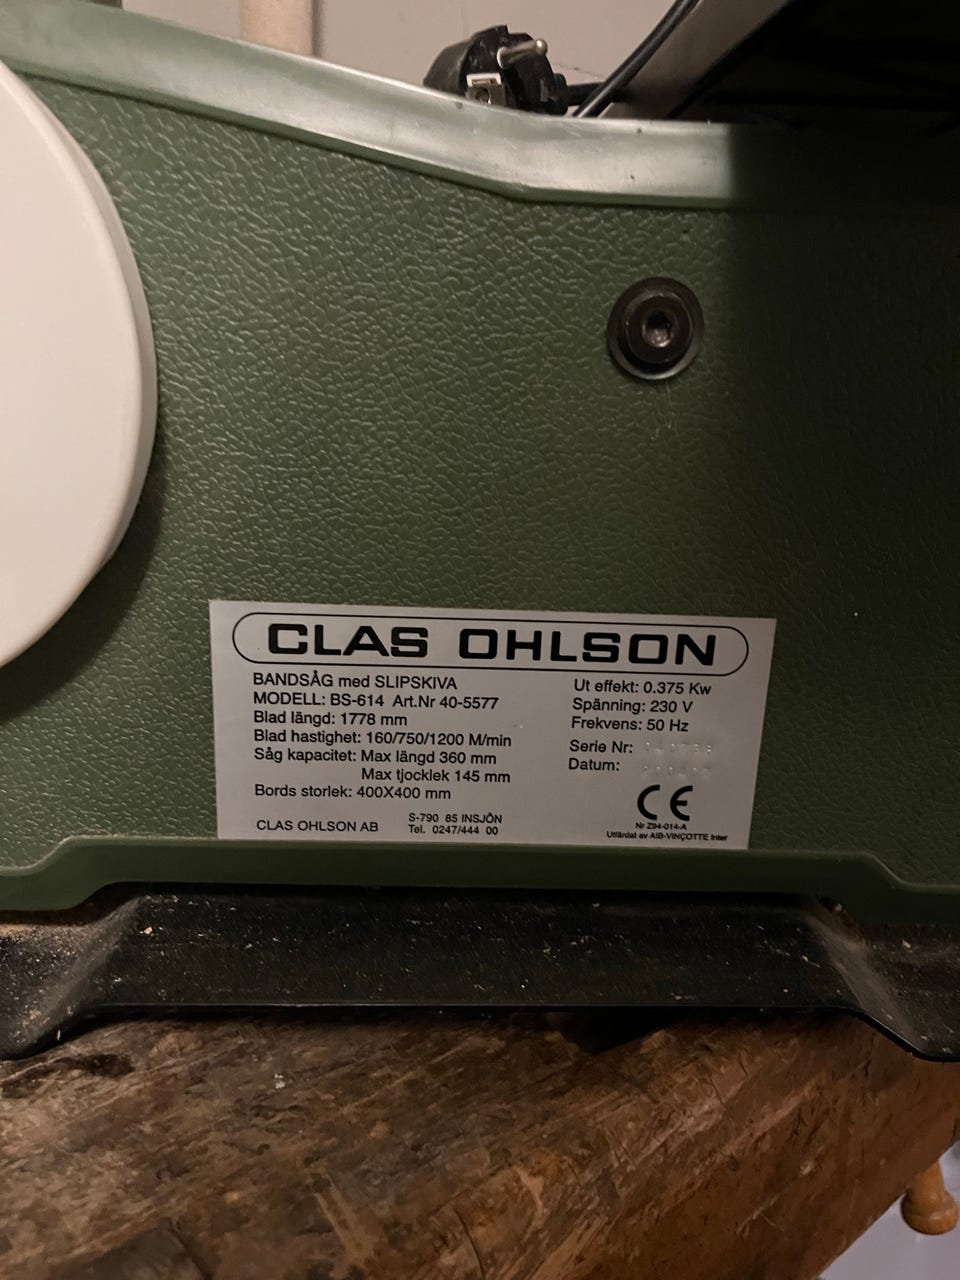 CLAS OHLSON
BANDSÅG med SLIPSKIVA
MODELL: BS-614 Art.Nr 40-5577
Blad längd: 1778 mm
Blad hastighet: 160/750/1200 M/min
Såg kapacitet: Max längd 360 mm
Max tjocklek 145 mm
Bords storlek: 400X400 mm
CLAS OHLSON AB
S-790 85 INSJÖN
Tel. 0247/444 00
Ut effekt: 0.375 Kw
Spänning: 230 V
Frekvens: 50 Hz
Serie Nr:
Datum:
CE
Nr Z94-014-A
Utfärdat av AIB-VINÇOTTE Inter